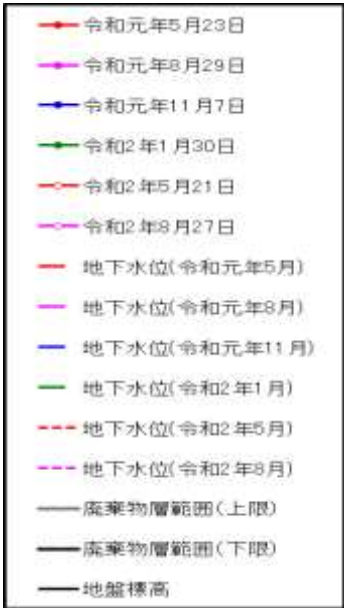 令和元年5月23日
令和元年8月29日
令和元年11月7日
令和2年1月30日
令和2年5月21日
令和2年8月27日
地下水位(令和元年5月)
地下水位(令和元年8月)
地下水位(令和元年11月)
地下水位(令和2年1月)
地下水位(令和2年5月)
地下水位(令和2年8月)
廃棄物層範囲(上限)
廃棄物層範囲(下限)
地盤標高